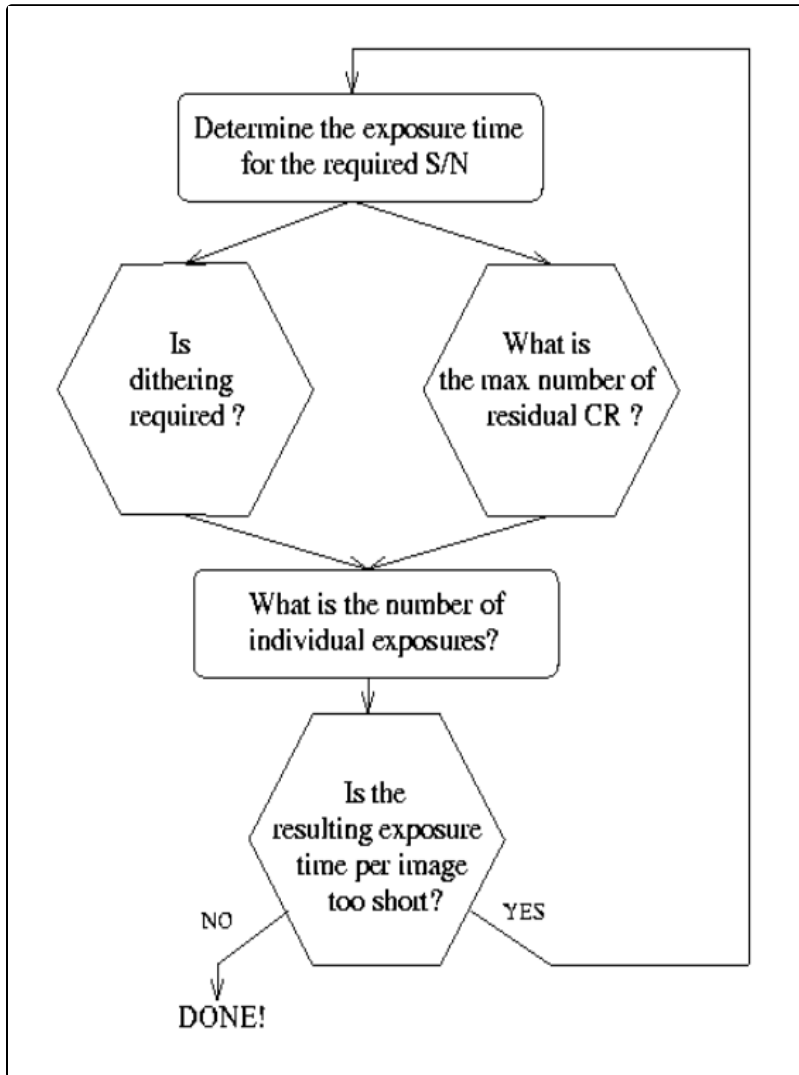 Determine the exposure time
for the required S/N
Is
dithering
required ?
What is
the max number of
residual CR ?
What is the number of
individual exposures?
Is the
resulting exposure
time per image
too short?
NO
YES
DONE!